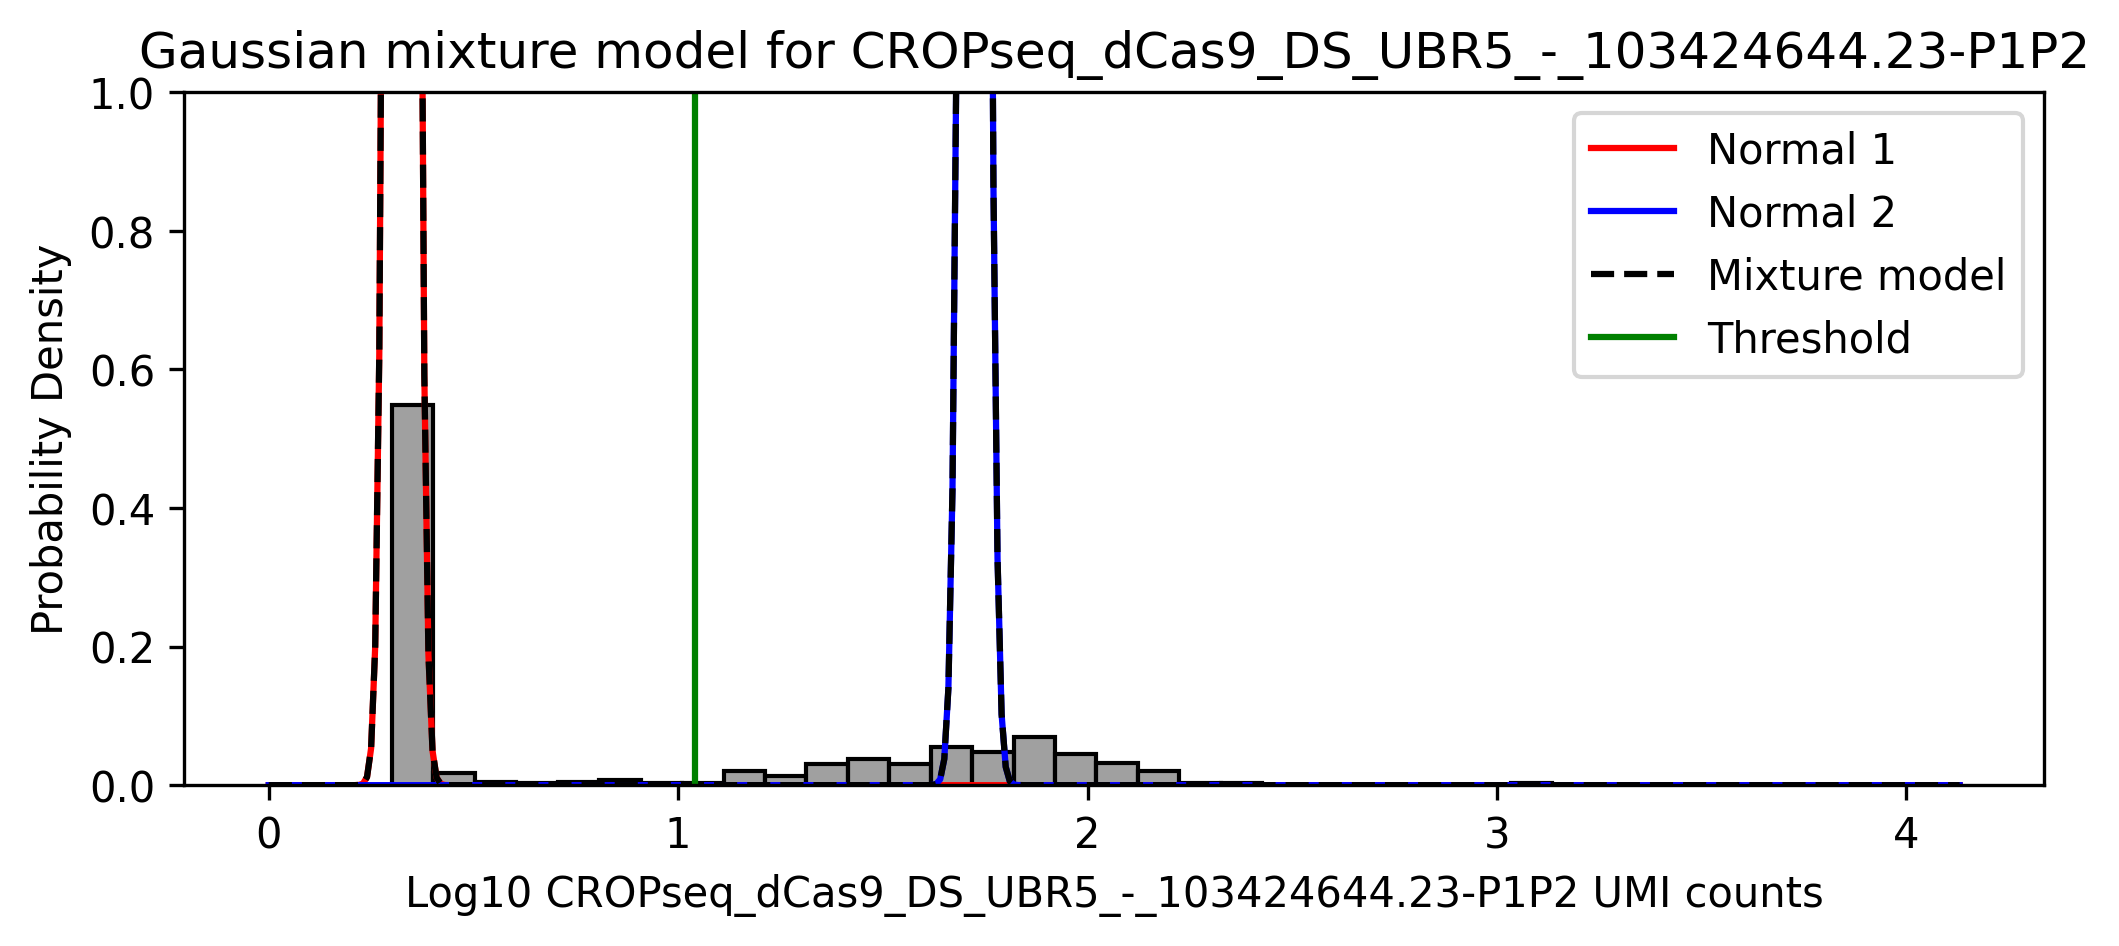 Gaussian mixture model for CROPseq_dCas9_DS_UBR5_-_103424644.23-P1P2
1.0
0.8
0.6
0.4
0.2
0.0
Probability Density
Normal 1
Normal 2
Mixture model
Threshold
0 1 2 3 4
Log10 CROPseq_dCas9_DS_UBR5_-_103424644.23-P1P2 UMI counts